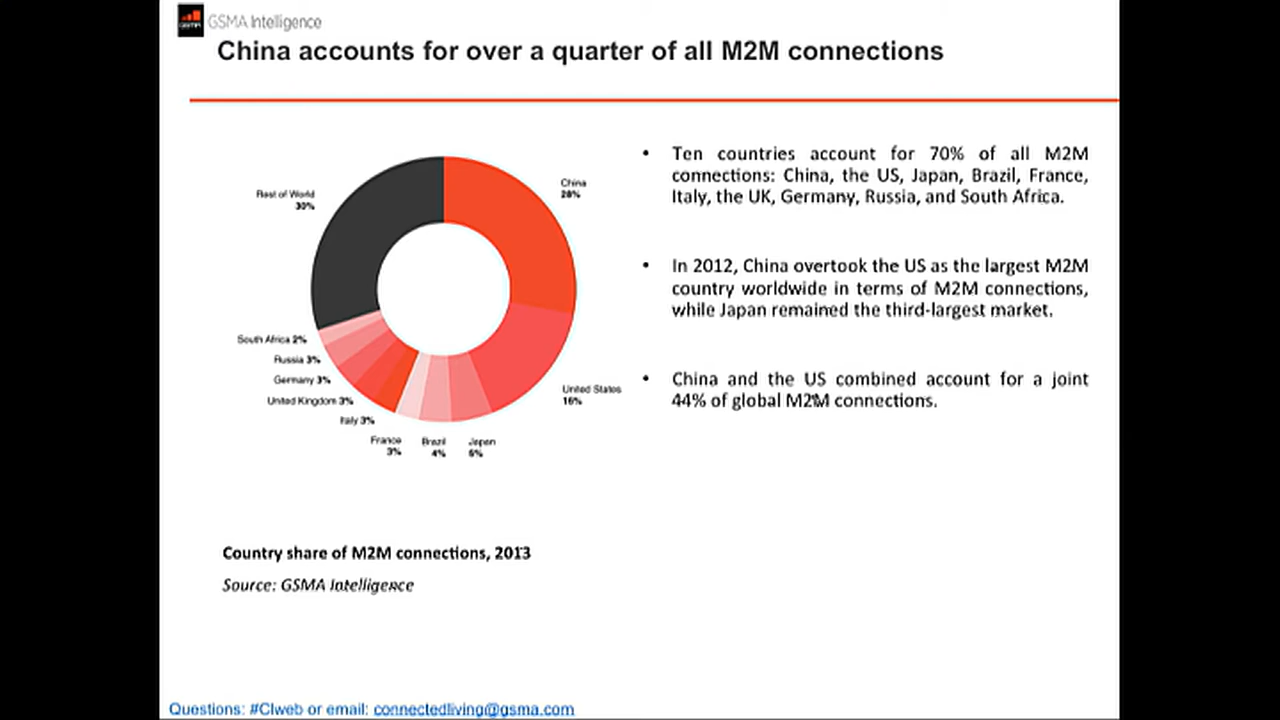 GSMA Intelligence
China accounts for over a quarter of all M2M connections
China
28%
United States
16%
Japan
5%
Brazil
4%
France
3%
Italy 3%
United Kingdom 3%
Germany 3%
Russia 3%
South Africa 2%
Rest of World
30%
• Ten countries account for 70% of all M2M
connections: China, the US, Japan, Brazil, France,
Italy, the UK, Germany, Russia, and South Africa.
• In 2012, China overtook the US as the largest M2M
country worldwide in terms of M2M connections,
while Japan remained the third-largest market.
• China and the US combined account for a joint
44% of global M2M connections.
Country share of M2M connections, 2013
Source: GSMA Intelligence
Questions: #Clweb or email: connectedliving@gsma.com